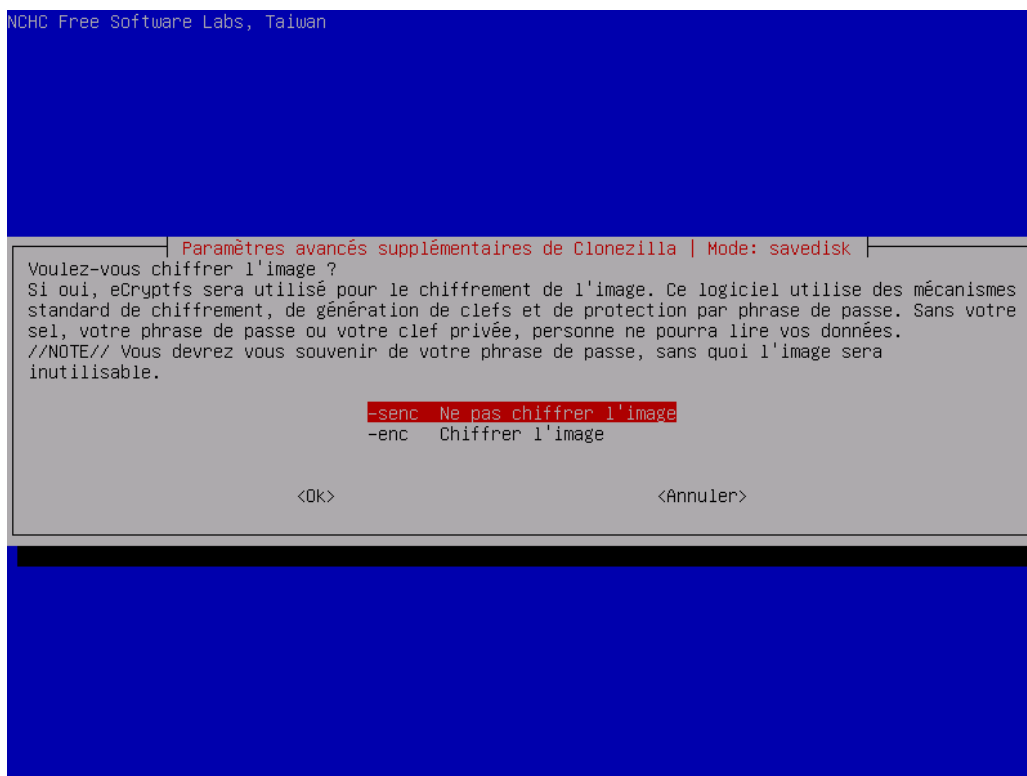 NCHC Free Software Labs, Taiwan
Paramètres avancés supplémentaires de Clonezilla | Mode: savedisk
Voulez-vous chiffrer l'image ?
Si oui, eCryptfs sera utilisé pour le chiffrement de l'image. Ce logiciel utilise des mécanismes
standard de chiffrement, de génération de clefs et de protection par phrase de passe. Sans votre
sel, votre phrase de passe ou votre clef privée, personne ne pourra lire vos données.
//NOTE// Vous devrez vous souvenir de votre phrase de passe, sans quoi l'image sera
inutilisable.
-senc  Ne pas chiffrer l'image
-enc   Chiffrer l'image
<Ok> <Annuler>